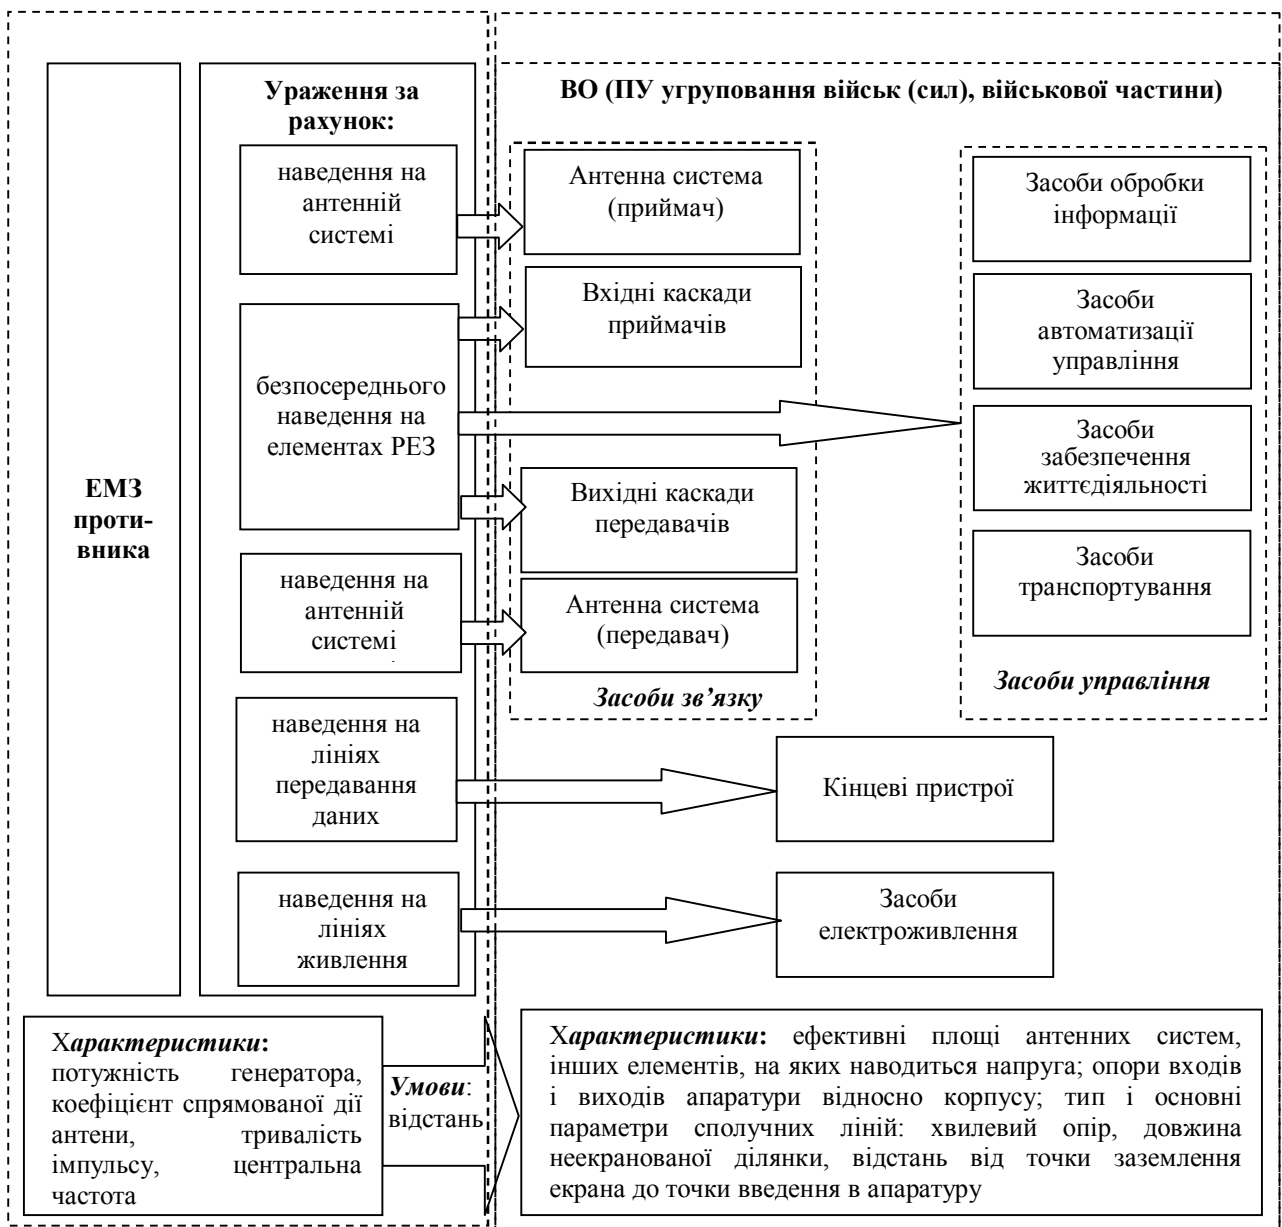 Ураження за
рахунок:
ВО (ПУ угруповання військ (сил), військової частини)
ЕМЗ
проти-
вника
наведення на
антенній
системі
безпосереднього
наведення на
елементах РЕЗ
наведення на
антенній
системі
наведення на
лініях
передавання
даних
наведення на
лініях
живлення
Антенна система
(приймач)
Вхідні каскади
приймачів
Вихідні каскади
передавачів
Антенна система
(передавач)
Засоби зв’язку
Засоби обробки
інформації
Засоби
автоматизації
управління
Засоби
забезпечення
життєдіяльності
Засоби
транспортування
Засоби управління
Кінцеві пристрої
Засоби
електроживлення
Характеристики:
потужність генератора,
коефіцієнт спрямованої дії
антени, тривалість
імпульсу, центральна
частота
Умови:
відстань
Характеристики: ефективні площі антенних систем,
інших елементів, на яких наводиться напруга; опори входів
і виходів апаратури відносно корпусу; тип і основні
параметри сполучних ліній: хвилевий опір, довжина
неекранованої ділянки, відстань від точки заземлення
екрана до точки введення в апаратуру